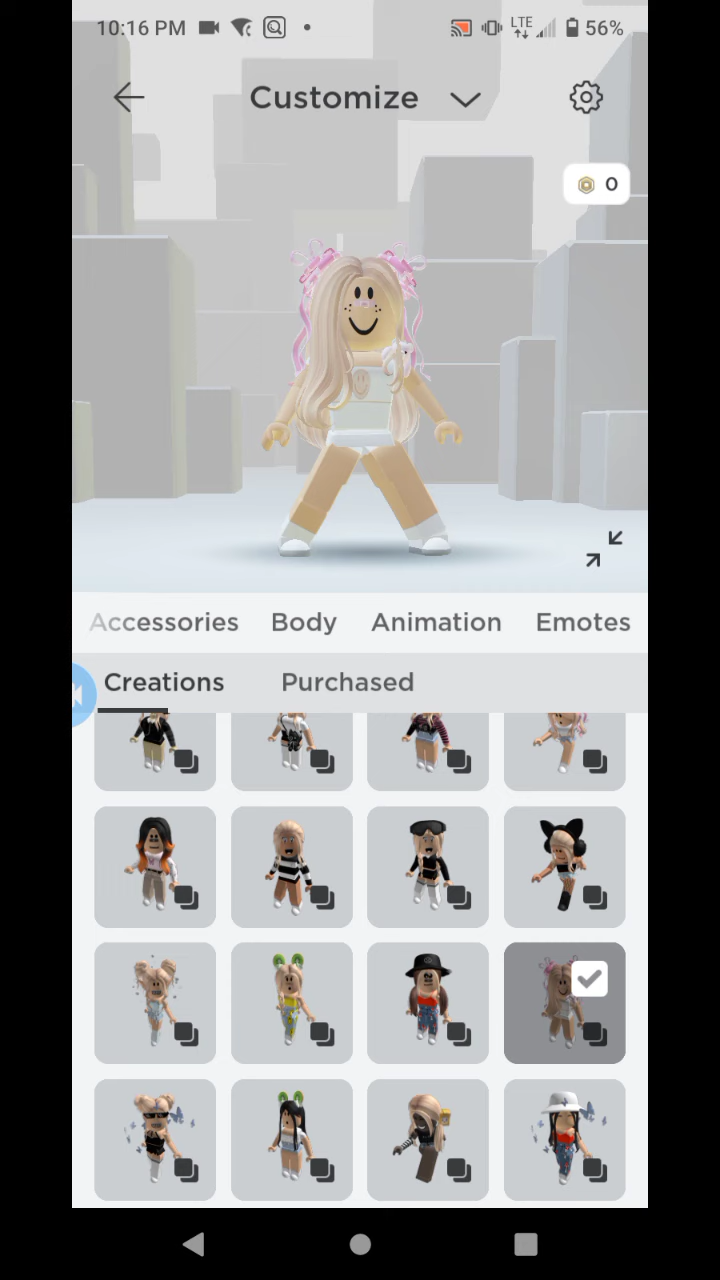 10:16 PM LTE 56%
Customize
0
Accessories Body Animation Emotes
Creations Purchased